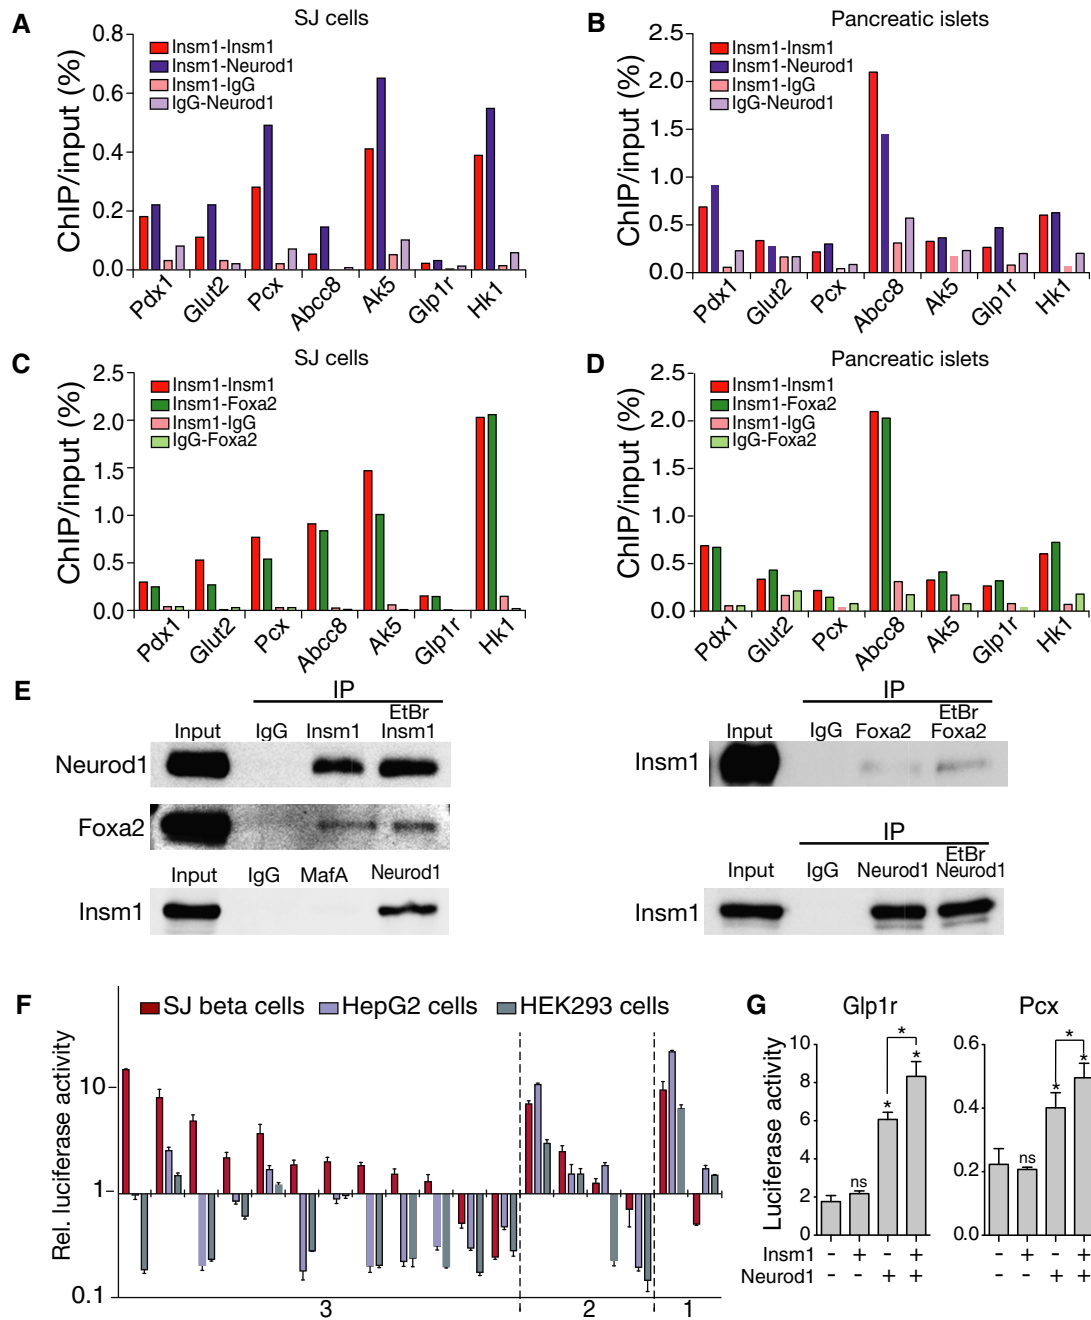 A
SJ cells
ChIP/input (%)
0.8
0.6
0.4
0.2
0.0
Insm1-Insm1
Insm1-Neurod1
Insm1-IgG
IgG-Neurod1
Pdx1 Glut2 Pcx Abcc8 Ak5 Glp1r Hk1
B
Pancreatic islets
ChIP/input (%)
2.5
2.0
1.5
1.0
0.5
0.0
Insm1-Insm1
Insm1-Neurod1
Insm1-IgG
IgG-Neurod1
Pdx1 Glut2 Pcx Abcc8 Ak5 Glp1r Hk1
C
SJ cells
ChIP/input (%)
2.5
2.0
1.5
1.0
0.5
0.0
Insm1-Insm1
Insm1-Foxa2
Insm1-IgG
IgG-Foxa2
Pdx1 Glut2 Pcx Abcc8 Ak5 Glp1r Hk1
D
Pancreatic islets
ChIP/input (%)
2.5
2.0
1.5
1.0
0.5
0.0
Insm1-Insm1
Insm1-Foxa2
Insm1-IgG
IgG-Foxa2
Pdx1 Glut2 Pcx Abcc8 Ak5 Glp1r Hk1
E
IP
EtBr
Input IgG Insm1 Insm1
Neurod1
Foxa2
Input IgG MafA Neurod1
Insm1
IP
EtBr
Input IgG Foxa2 Foxa2
Insm1
IP
EtBr
Input IgG Neurod1 Neurod1
Insm1
F
SJ beta cells HepG2 cells HEK293 cells
Rel. luciferase activity
10
1
0.1
3 2 1
G
Glp1r
Luciferase activity
10
8
6
4
2
0
ns * * *
Pcx
0.6
0.4
0.2
0.0
ns * * *
Insm1 - + - + - + - +
Neurod1 - - + + - - + +